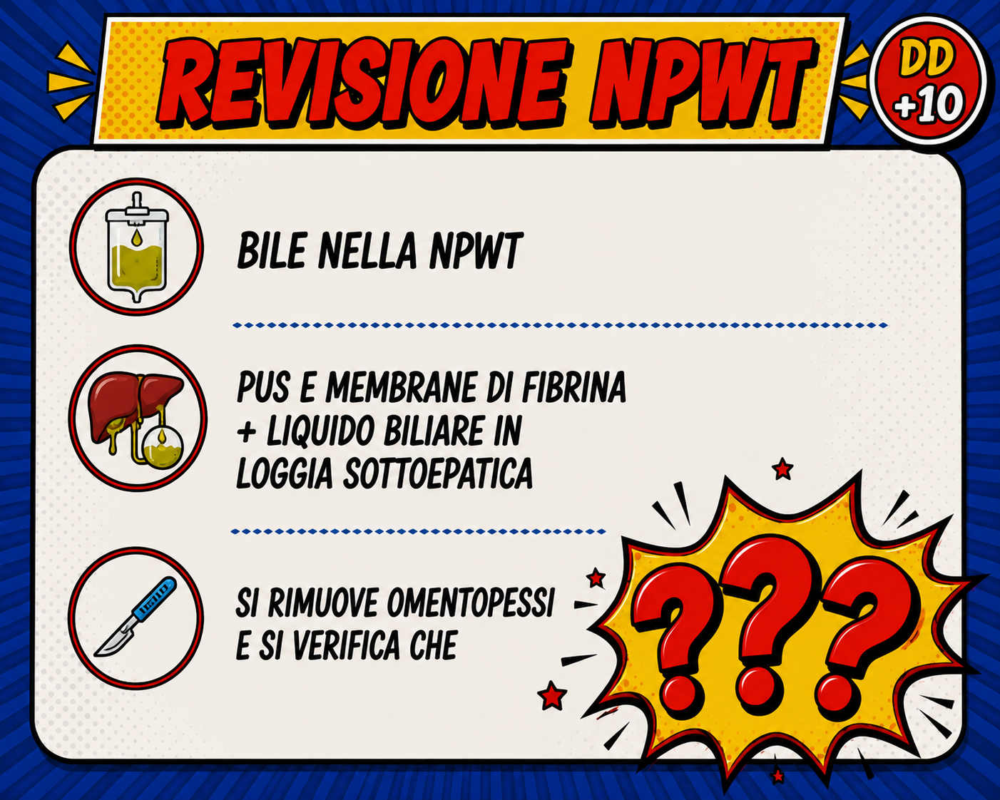 REVISIONE NPWT
DD
+10
BILE NELLA NPWT
PUS E MEMBRANE DI FIBRINA
+ LIQUIDO BILIARE IN
LOGGIA SOTTOEPATICA
SI RIMUOVE OMENTOPESSI
E SI VERIFICA CHE
???